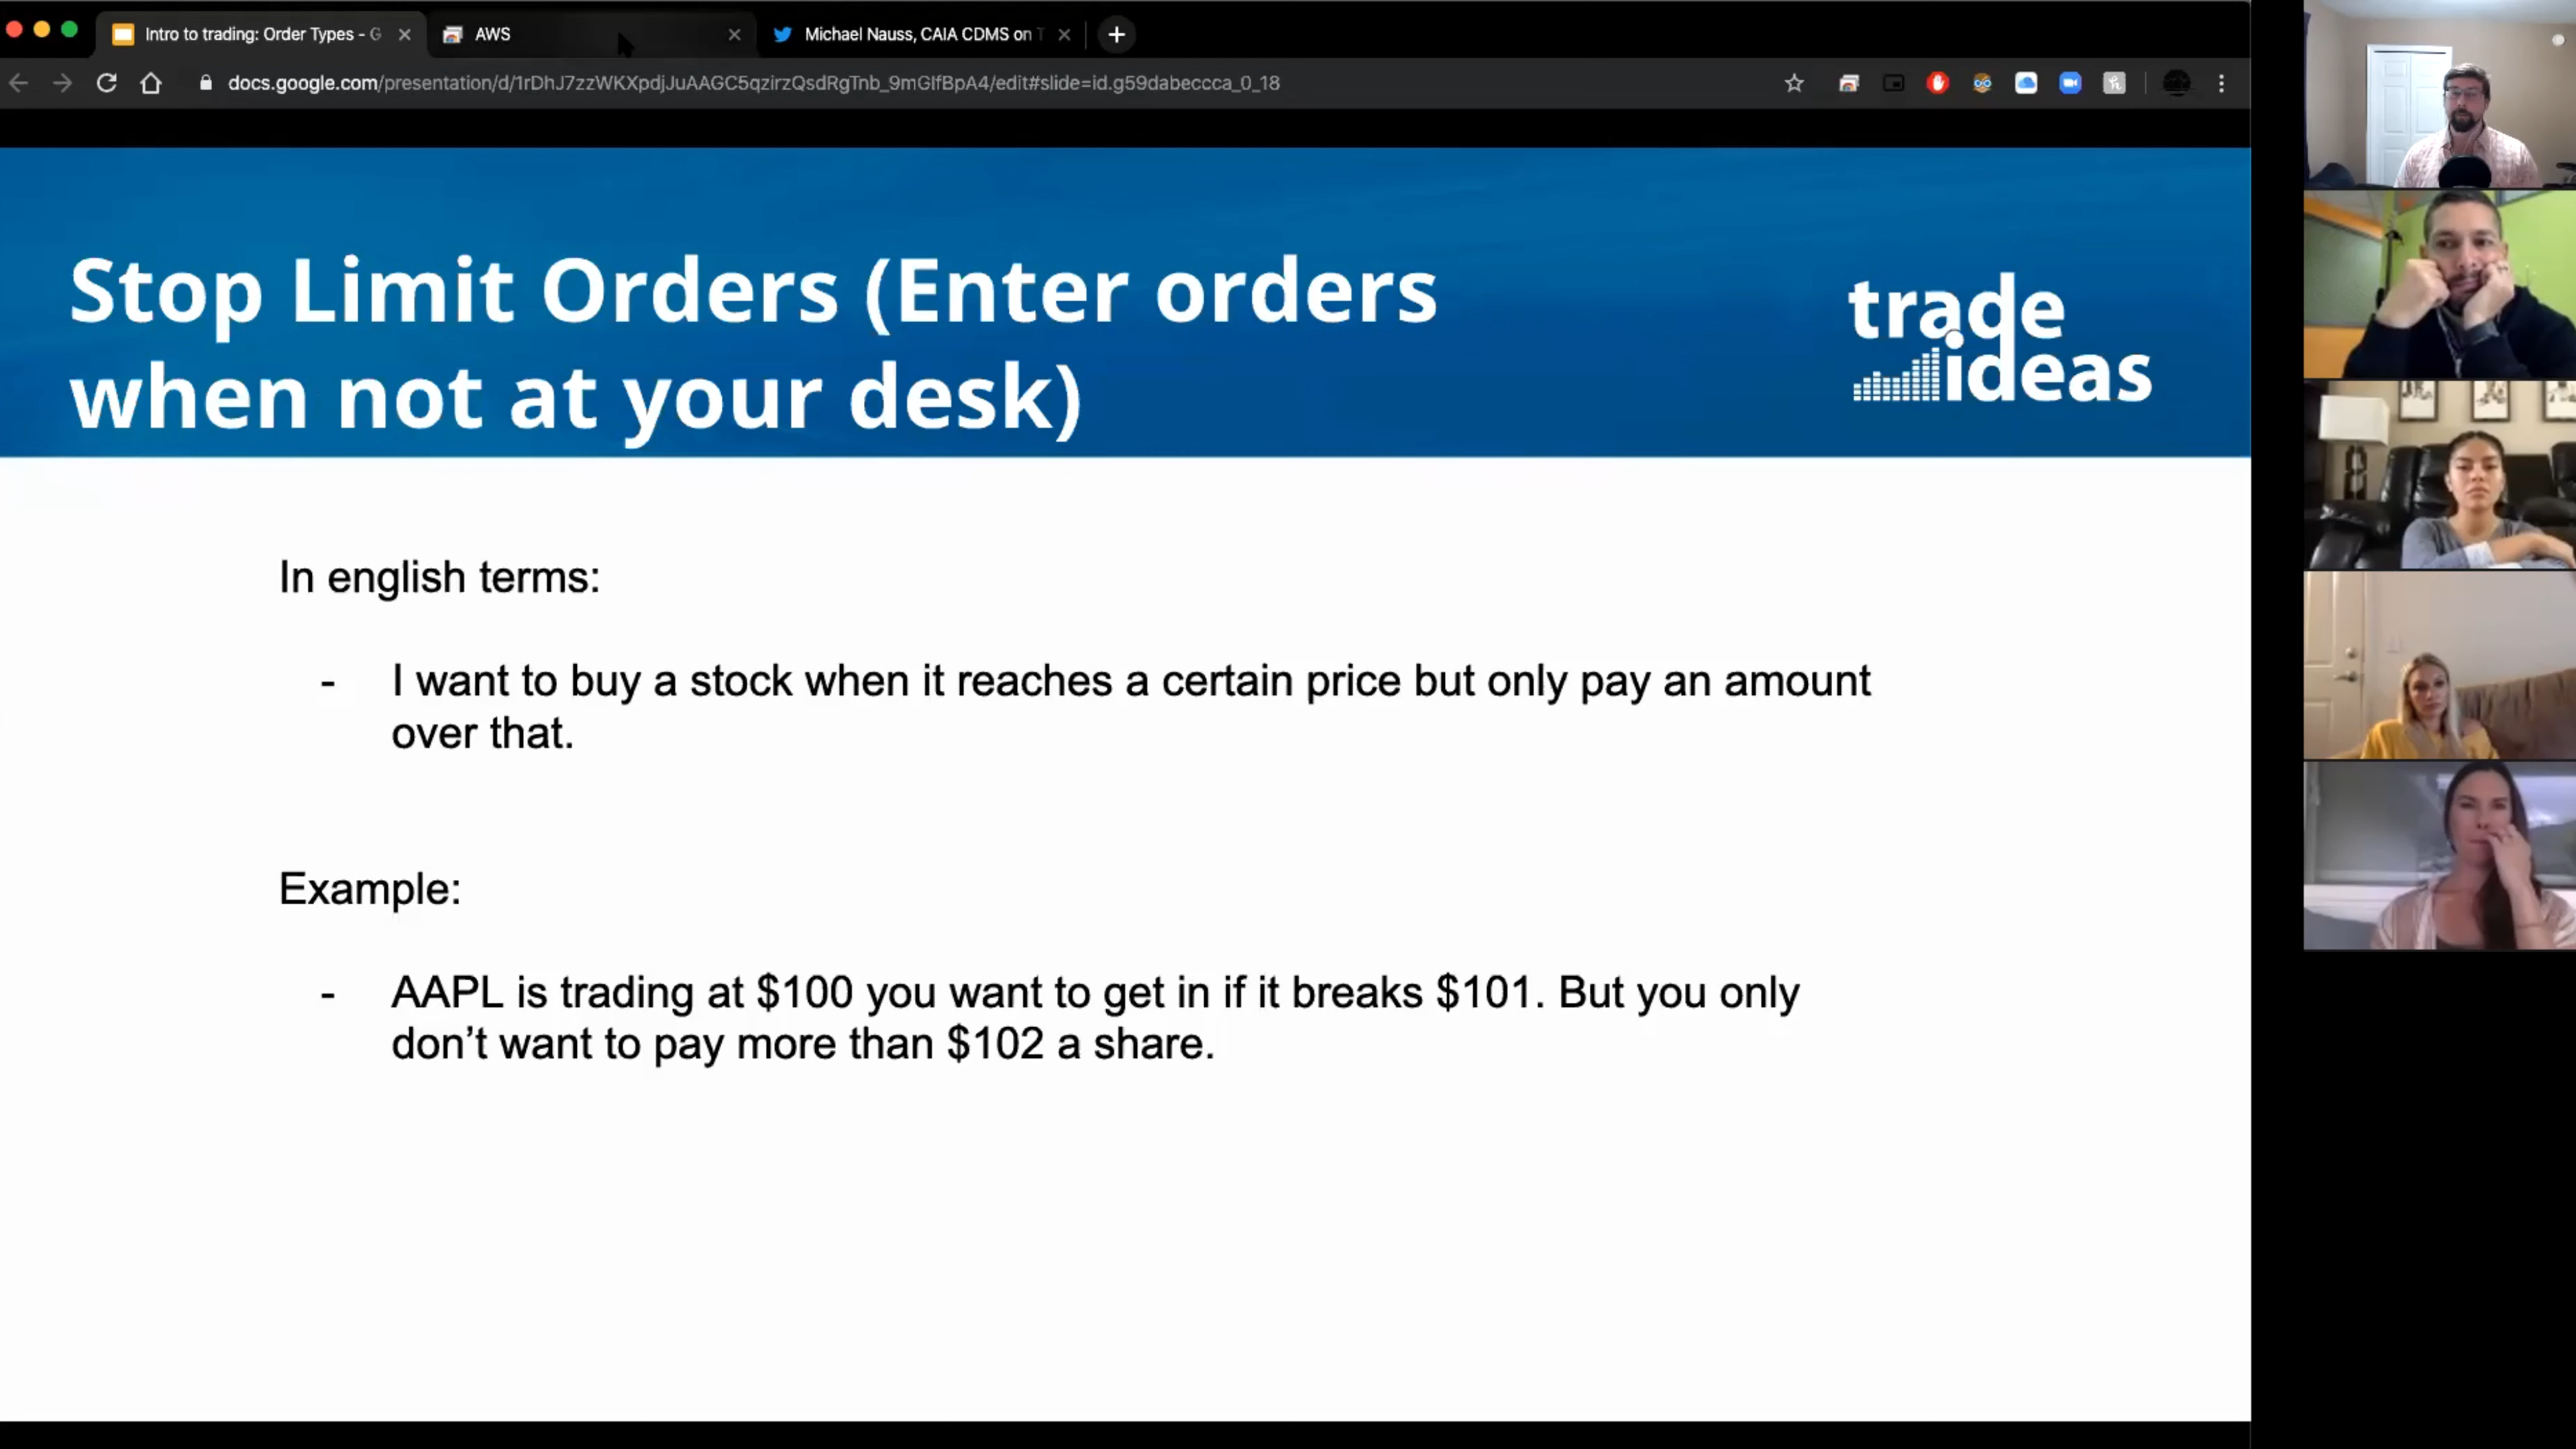 Intro to trading: Order Types - G
AWS
Michael Nauss, CAIA CDMS on T
docs.google.com/presentation/d/1rDhJ7zzWKXpdjJuAAGC5qzirzQsdRgTnb_9mGlfBpA4/edit#slide=id.g59dabeccca_0_18
Stop Limit Orders (Enter orders
when not at your desk)
trade
ideas
In english terms:
- I want to buy a stock when it reaches a certain price but only pay an amount
over that.
Example:
- AAPL is trading at $100 you want to get in if it breaks $101. But you only
don’t want to pay more than $102 a share.